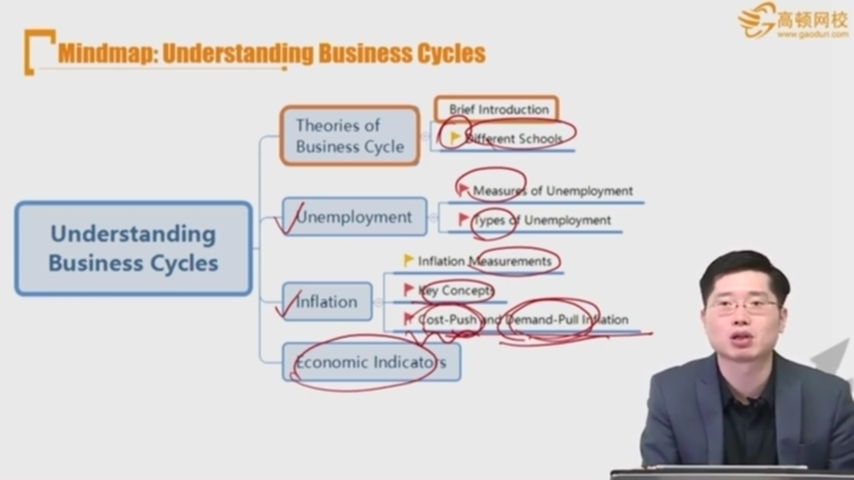 高顿网校
www.gaodun.com
Mindmap: Understanding Business Cycles
Brief Introduction
Theories of
Business Cycle
Different Schools
Measures of Unemployment
Unemployment
Types of Unemployment
Understanding
Business Cycles
Inflation Measurements
Key Concepts
Inflation
Cost-Push and Demand-Pull Inflation
Economic Indicators